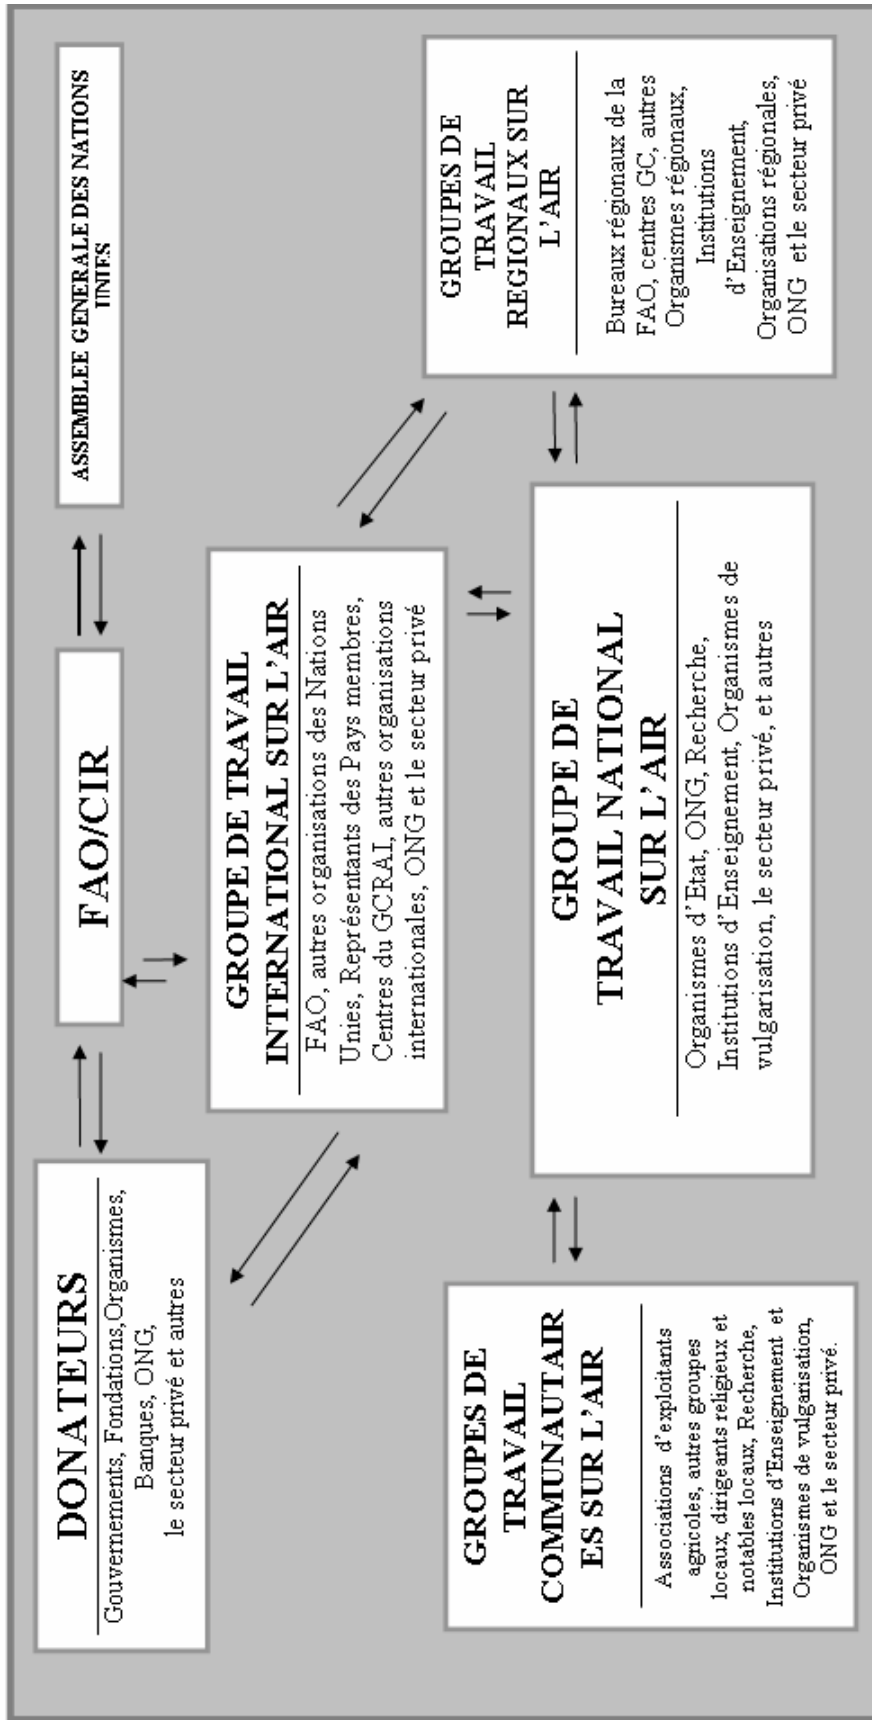 DONATEURS
Gouvernements, Fondations,Organismes,
Banques, ONG,
le secteur privé et autres
FAO/CIR
ASSEMBLEE GENERALE DES NATIONS
UNIES
GROUPE DE TRAVAIL
INTERNATIONAL SUR L’AIR
FAO, autres organisations des Nations
Unies, Représentants des Pays membres,
Centres du GCRAI, autres organisations
internationales, ONG et le secteur privé
GROUPES DE
TRAVAIL
COMMUNAUTAIR
ES SUR L’AIR
Associations d’exploitants
agricoles, autres groupes
locaux, dirigeants religieux et
notables locaux, Recherche,
Institutions d’Enseignement et
Organismes de vulgarisation,
ONG et le secteur privé.
GROUPE DE
TRAVAIL NATIONAL
SUR L’AIR
Organismes d’Etat, ONG, Recherche,
Institutions d’Enseignement, Organismes de
vulgarisation, le secteur privé, et autres
GROUPES DE
TRAVAIL
REGIONAUX SUR
L’AIR
Bureaux régionaux de la
FAO, centres GC, autres
Organismes régionaux,
Institutions
d’Enseignement,
Organisations régionales,
ONG et le secteur privé